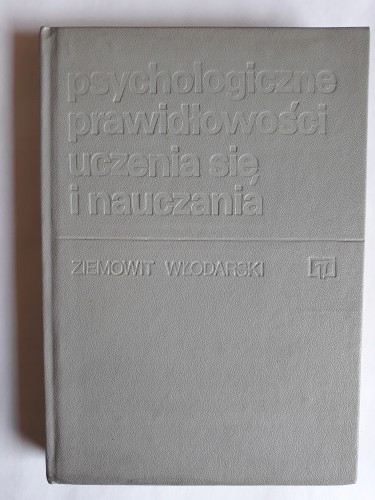 psychologiczne
prawidłowości
uczenia się
i nauczania
ZIEMOWIT WŁODARSKI